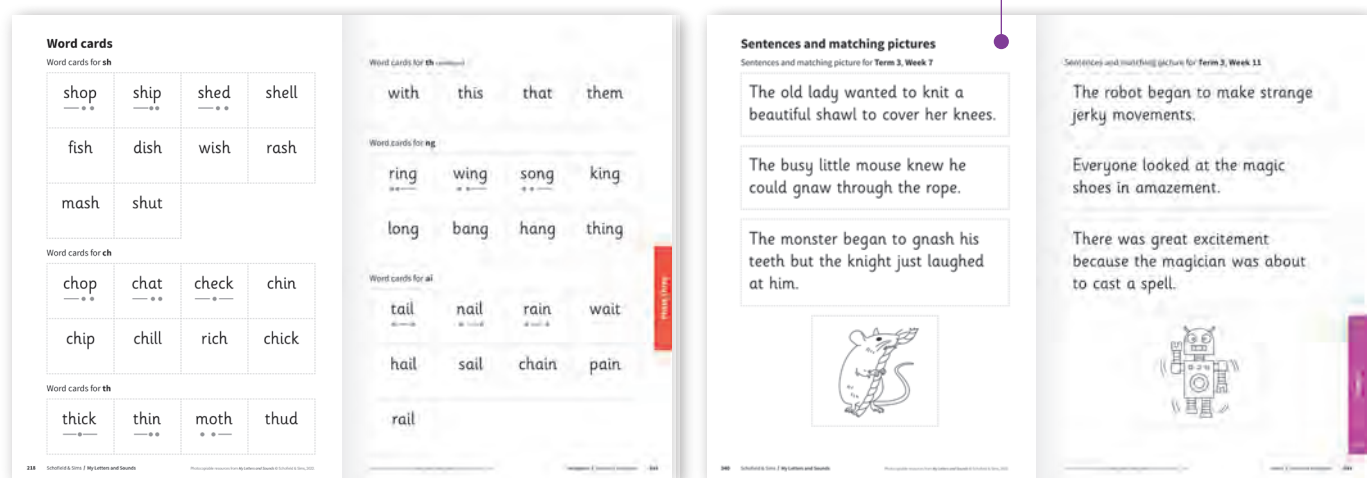 Word cards
Word cards for sh
shop ship shed shell
fish dish wish rash
mash shut
Word cards for ch
chop chat check chin
chip chill rich chick
Word cards for th
thick thin moth thud
218 Schofield & Sims / My Letters and Sounds
Word cards for th continued
with this that them
Word cards for ng
ring wing song king
long bang hang thing
Word cards for ai
tail nail rain wait
hail sail chain pain
rail
Sentences and matching pictures
Sentences and matching picture for Term 3, Week 7
The old lady wanted to knit a
beautiful shawl to cover her knees.
The busy little mouse knew he
could gnaw through the rope.
The monster began to gnash his
teeth but the knight just laughed
at him.
Schofield & Sims / My Letters and Sounds
Sentences and matching picture for Term 3, Week 11
The robot began to make strange
jerky movements.
Everyone looked at the magic
shoes in amazement.
There was great excitement
because the magician was about
to cast a spell.